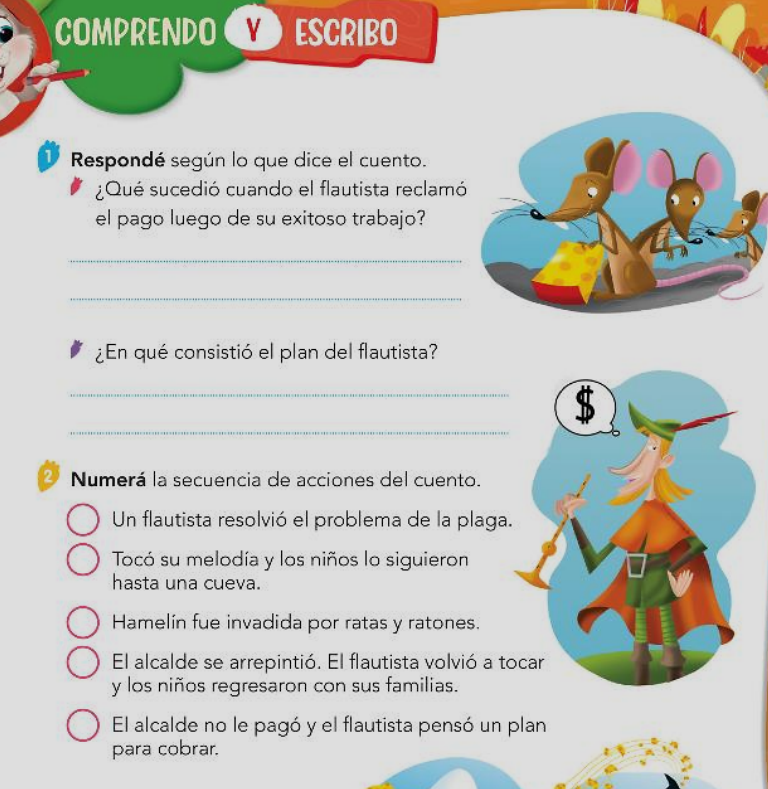 COMPRENDO Y ESCRIBO
1 Respondé según lo que dice el cuento.
¿Qué sucedió cuando el flautista reclamó
el pago luego de su exitoso trabajo?
¿En qué consistió el plan del flautista?
$
2 Numerá la secuencia de acciones del cuento.
Un flautista resolvió el problema de la plaga.
Tocó su melodía y los niños lo siguieron
hasta una cueva.
Hamelín fue invadida por ratas y ratones.
El alcalde se arrepintió. El flautista volvió a tocar
y los niños regresaron con sus familias.
El alcalde no le pagó y el flautista pensó un plan
para cobrar.